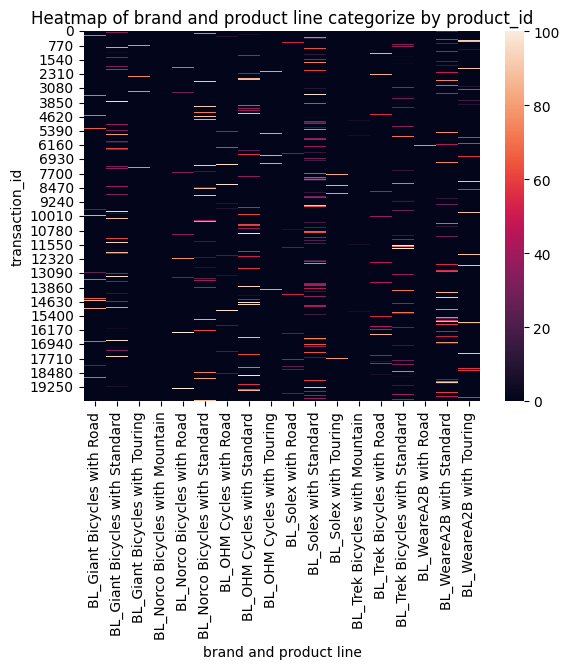 Heatmap of brand and product line categorize by product_id
transaction_id
0
770
1540
2310
3080
3850
4620
5390
6160
6930
7700
8470
9240
10010
10780
11550
12320
13090
13860
14630
15400
16170
16940
17710
18480
19250
100
80
60
40
20
0
BL_Giant Bicycles with Road
BL_Giant Bicycles with Standard
BL_Giant Bicycles with Touring
BL_Norco Bicycles with Mountain
BL_Norco Bicycles with Road
BL_Norco Bicycles with Standard
BL_OHM Cycles with Road
BL_OHM Cycles with Standard
BL_OHM Cycles with Touring
BL_Solex with Road
BL_Solex with Standard
BL_Solex with Touring
BL_Trek Bicycles with Mountain
BL_Trek Bicycles with Road
BL_Trek Bicycles with Standard
BL_WeareA2B with Road
BL_WeareA2B with Standard
BL_WeareA2B with Touring
brand and product line